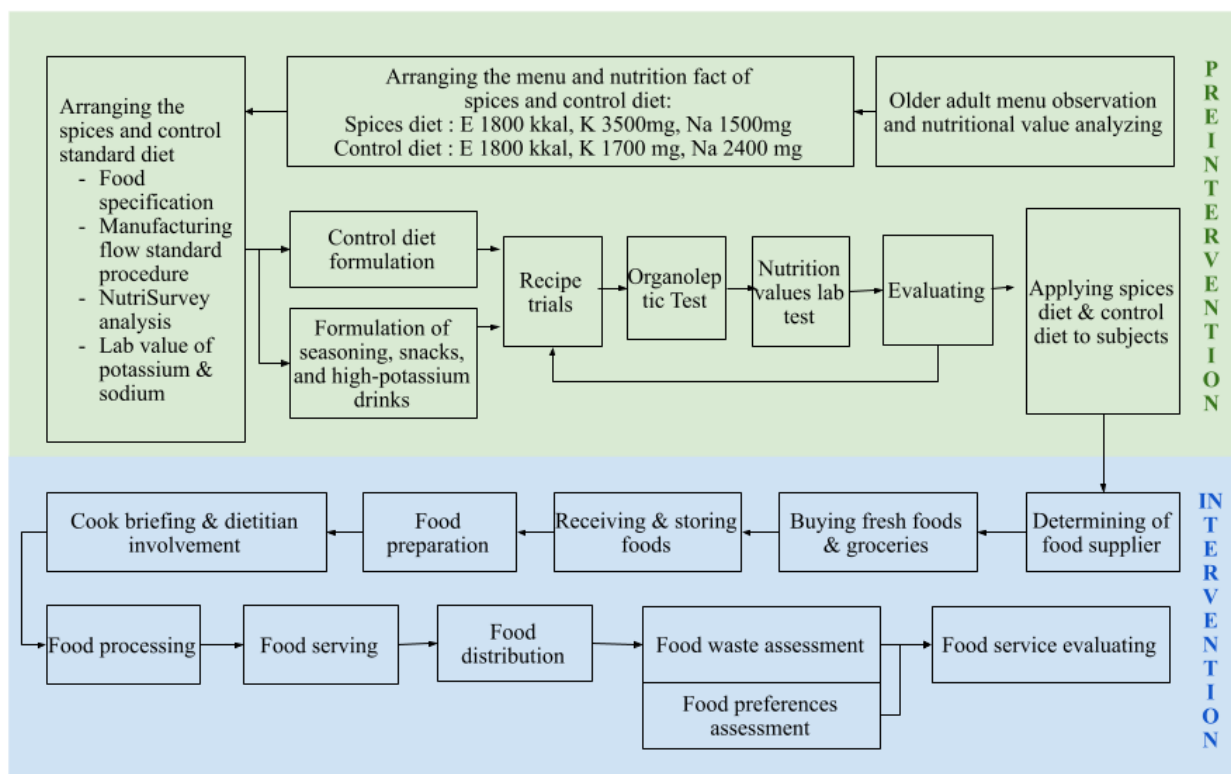 Older adult menu observation
and nutritional value analyzing
Arranging the menu and nutrition fact of
spices and control diet:
Spices diet : E 1800 kkal, K 3500mg, Na 1500mg
Control diet : E 1800 kkal, K 1700 mg, Na 2400 mg
Arranging the
spices and control
standard diet
- Food
specification
- Manufacturing
flow standard
procedure
- NutriSurvey
analysis
- Lab value of
potassium &
sodium
Control diet
formulation
Formulation of
seasoning, snacks,
and high-potassium
drinks
Recipe
trials
Organolep
tic Test
Nutrition
values lab
test
Evaluating
Applying spices
diet & control
diet to subjects
PREINTERVENTION
Determining of
food supplier
Buying fresh foods
& groceries
Receiving & storing
foods
Food
preparation
Cook briefing & dietitian
involvement
Food processing
Food serving
Food
distribution
Food waste assessment
Food preferences
assessment
Food service evaluating
INTERVENTION